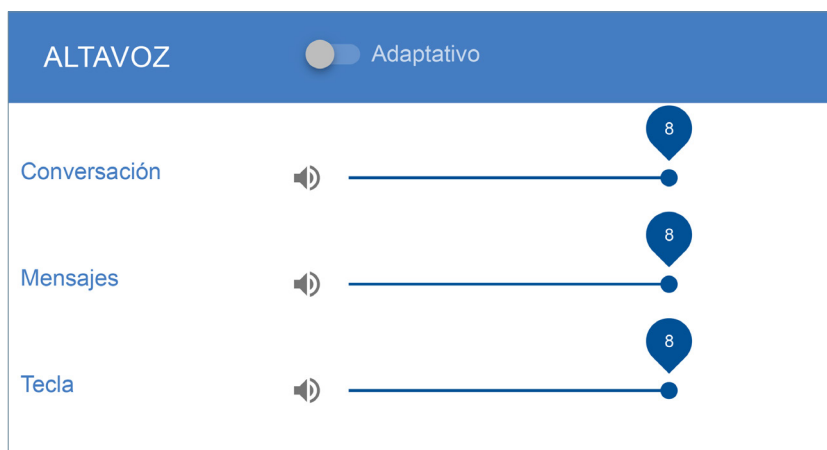 ALTAVOZ Adaptativo
8
Conversación
8
Mensajes
8
Tecla